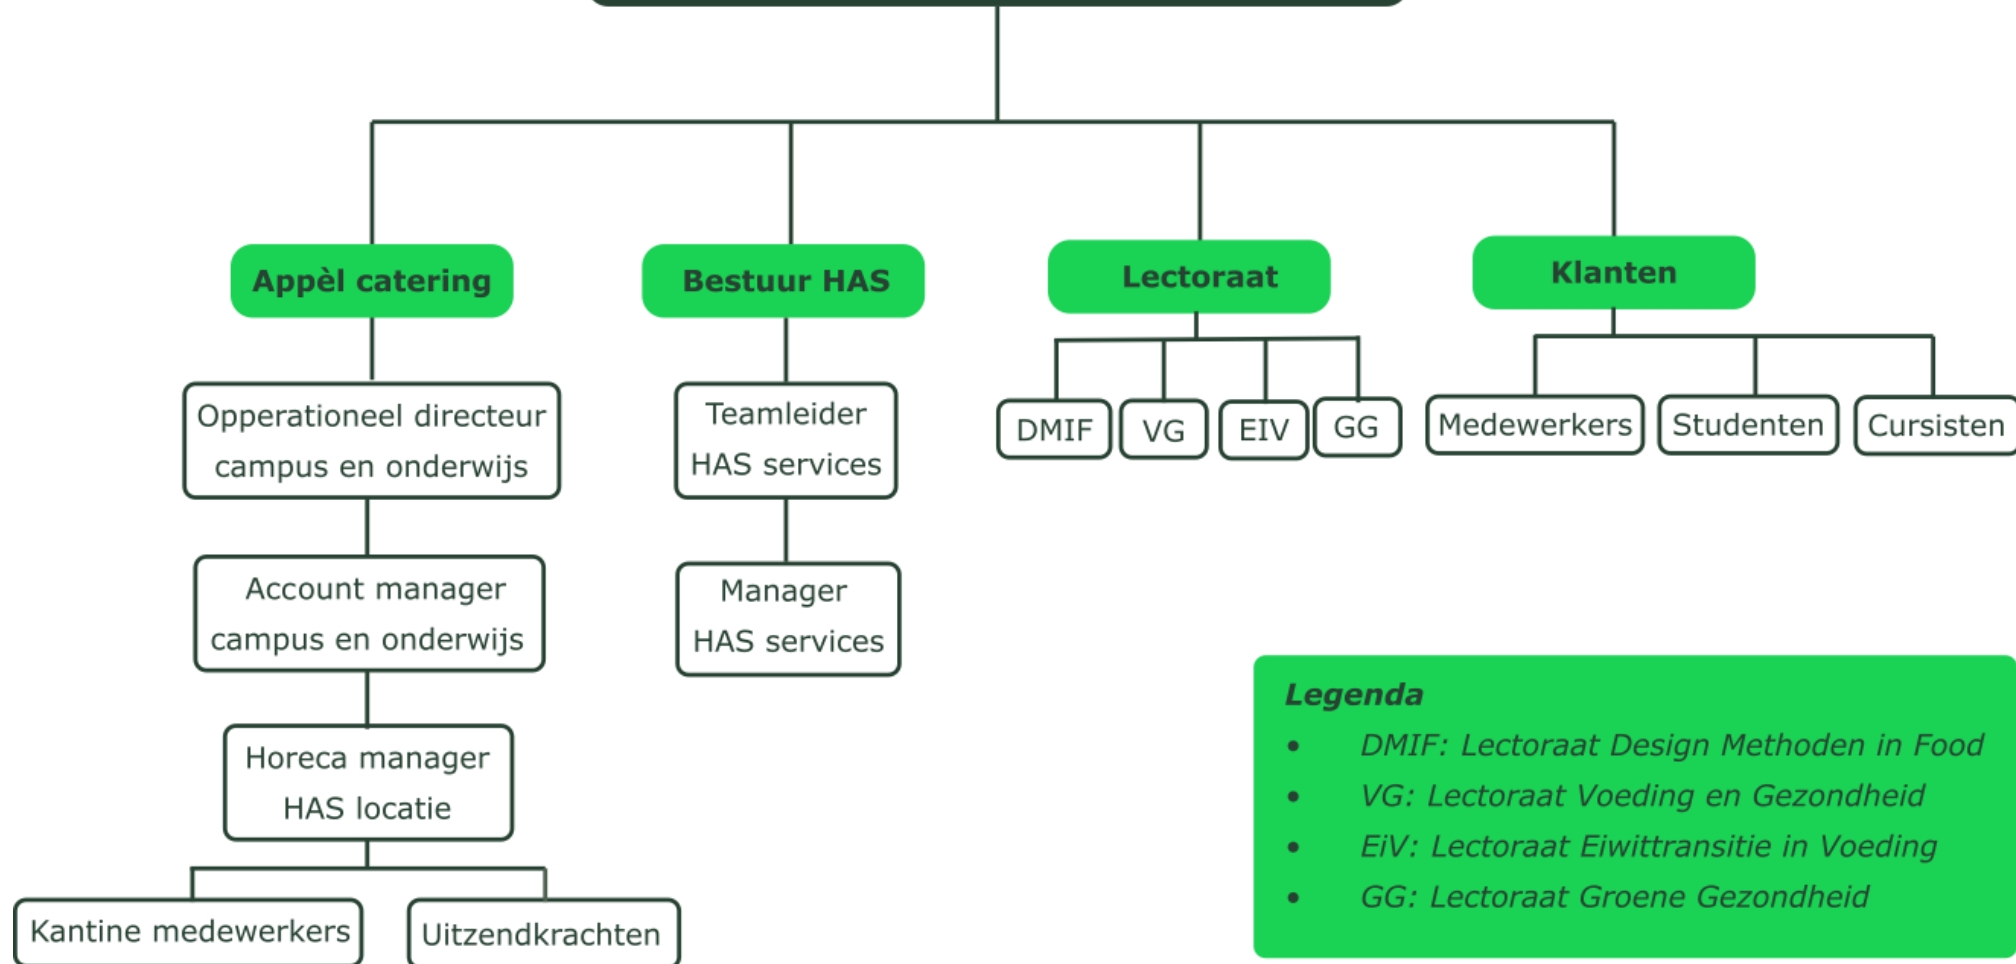 Appèl catering
Opperationeel directeur
campus en onderwijs
Account manager
campus en onderwijs
Horeca manager
HAS locatie
Kantine medewerkers
Uitzendkrachten
Bestuur HAS
Teamleider
HAS services
Manager
HAS services
Lectoraat
DMIF
VG
EIV
GG
Klanten
Medewerkers
Studenten
Cursisten
Legenda
• DMIF: Lectoraat Design Methoden in Food
• VG: Lectoraat Voeding en Gezondheid
• EiV: Lectoraat Eiwittransitie in Voeding
• GG: Lectoraat Groene Gezondheid